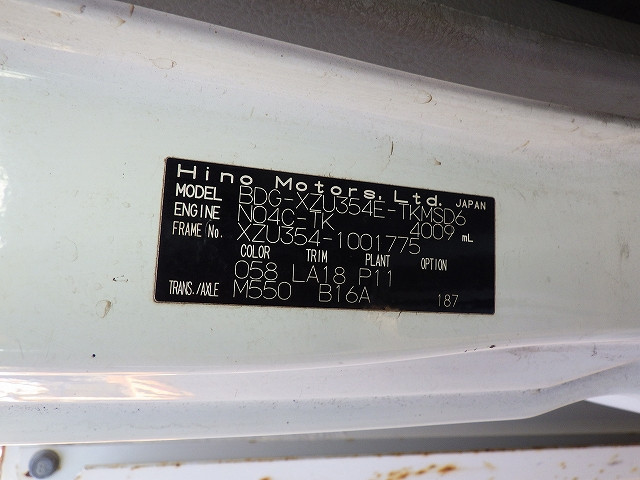 Hino Motors, Ltd. JAPAN
MODEL BDG-XZU354E-TKMSD6
ENGINE N04C-TK 4009 mL
FRAME No. XZU354-1001775
COLOR TRIM PLANT OPTION
058 LA18 P11
TRANS./AXLE M550 B16A 187